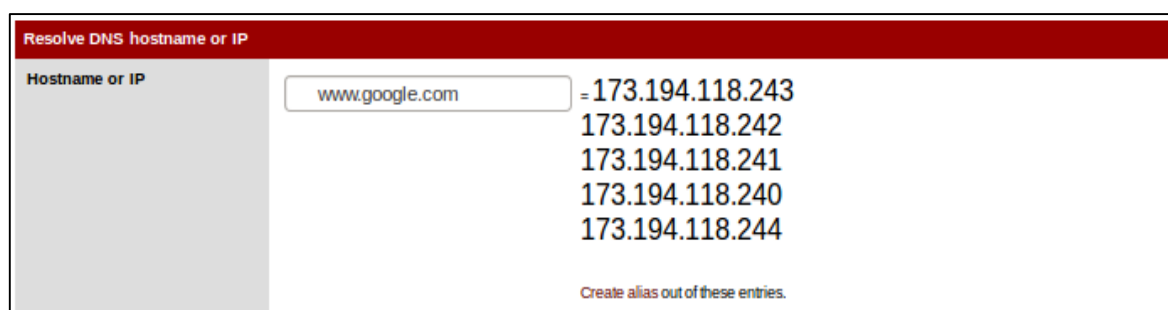 Resolve DNS hostname or IP
Hostname or IP
www.google.com = 173.194.118.243
173.194.118.242
173.194.118.241
173.194.118.240
173.194.118.244
Create alias out of these entries.